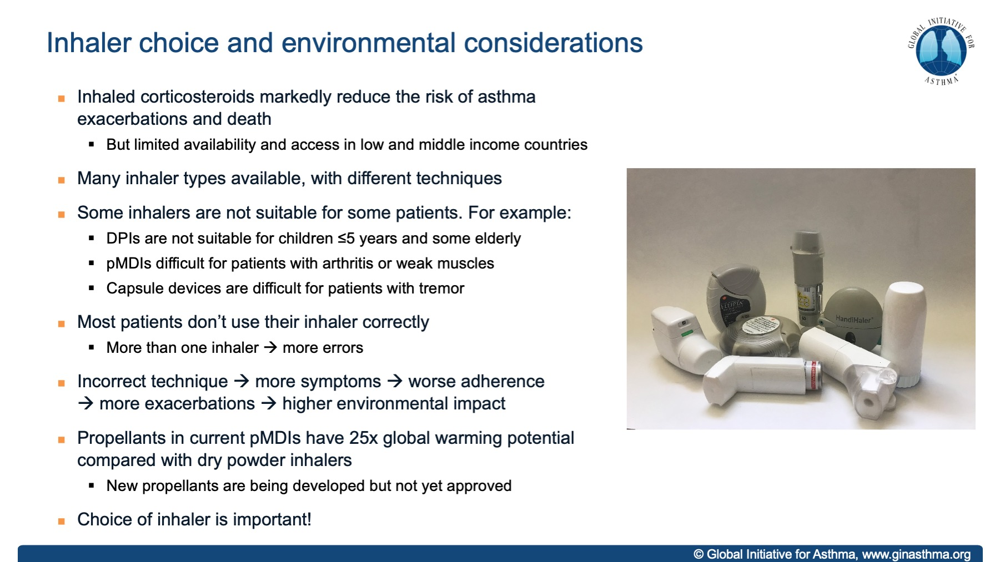 Inhaler choice and environmental considerations
GLOBAL INITIATIVE FOR
ASTHMA
■ Inhaled corticosteroids markedly reduce the risk of asthma
exacerbations and death
▪ But limited availability and access in low and middle income countries
■ Many inhaler types available, with different techniques
■ Some inhalers are not suitable for some patients. For example:
▪ DPIs are not suitable for children ≤5 years and some elderly
▪ pMDIs difficult for patients with arthritis or weak muscles
▪ Capsule devices are difficult for patients with tremor
■ Most patients don’t use their inhaler correctly
▪ More than one inhaler → more errors
■ Incorrect technique → more symptoms → worse adherence
→ more exacerbations → higher environmental impact
■ Propellants in current pMDIs have 25x global warming potential
compared with dry powder inhalers
▪ New propellants are being developed but not yet approved
■ Choice of inhaler is important!
ELLIPTA
HandiHaler®
© Global Initiative for Asthma, www.ginasthma.org